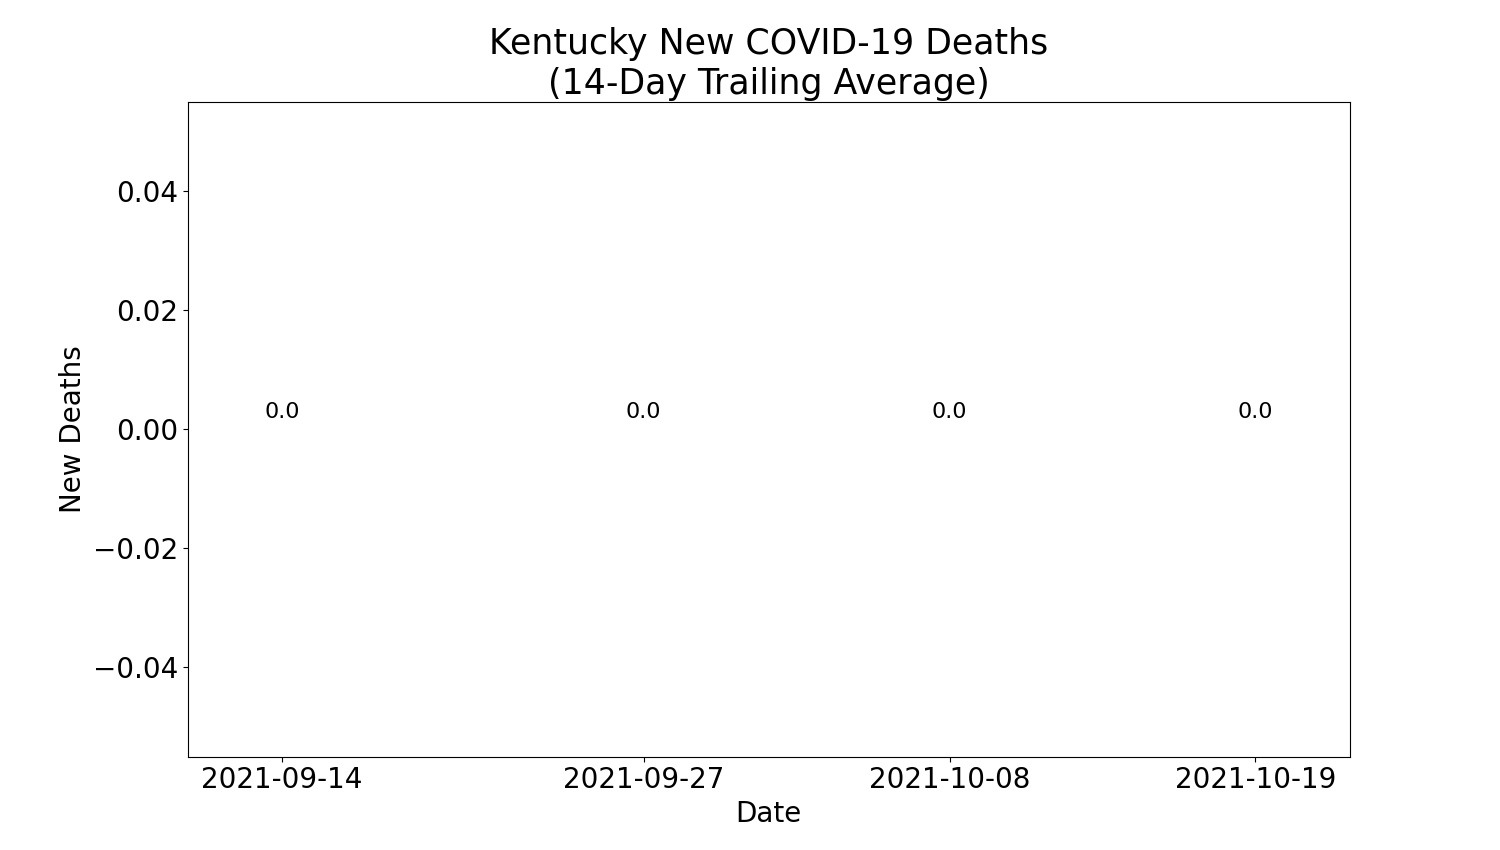 Kentucky New COVID-19 Deaths
(14-Day Trailing Average)
0.04
0.02
0.00
−0.02
−0.04
New Deaths
0.0 0.0 0.0 0.0
2021-09-14 2021-09-27 2021-10-08 2021-10-19
Date